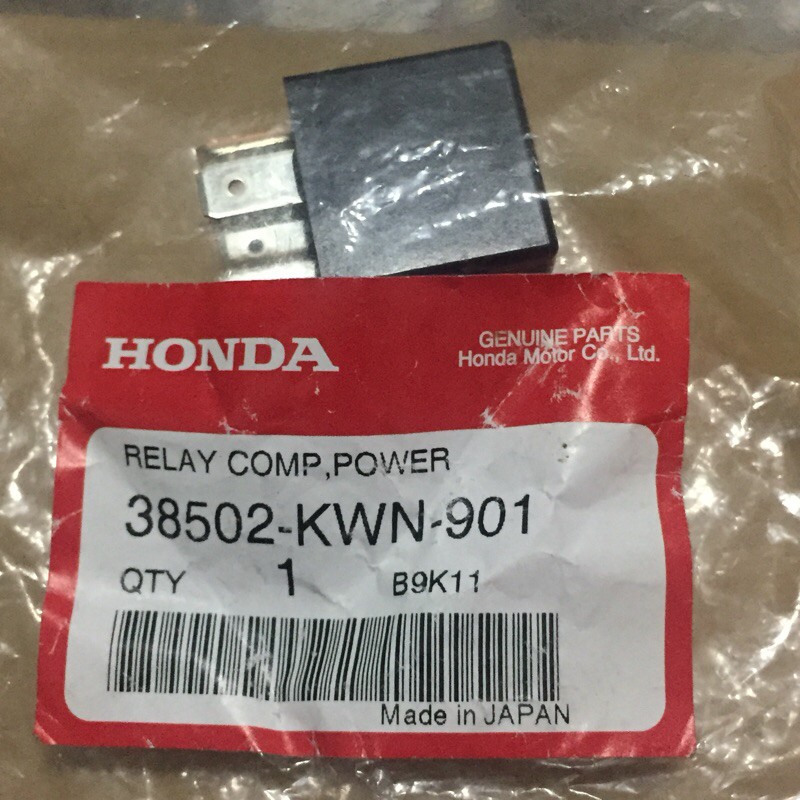 HONDA
GENUINE PARTS
Honda Motor Co., Ltd.
RELAY COMP,POWER
38502-KWN-901
QTY 1 B9K11
Made in JAPAN